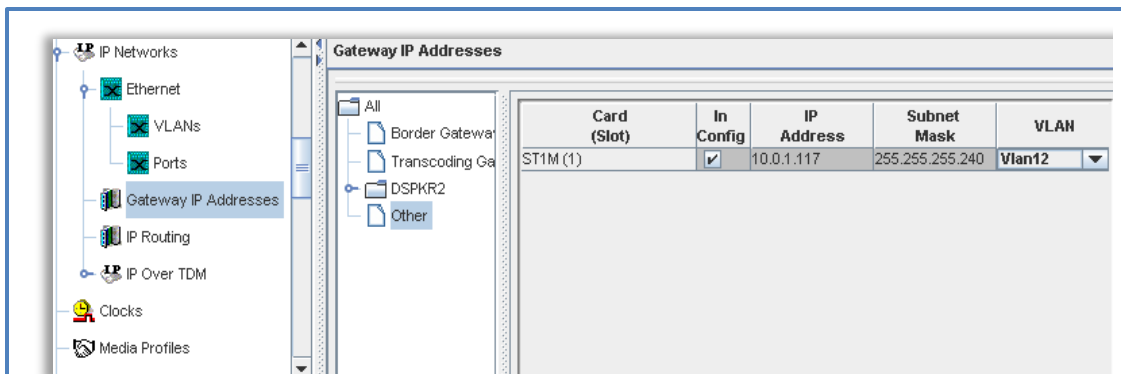 IP Networks
Ethernet
VLANs
Ports
Gateway IP Addresses
IP Routing
IP Over TDM
Clocks
Media Profiles
Gateway IP Addresses
All
Border Gateway
Transcoding Ga
DSPKR2
Other
Card (Slot)
In Config
IP Address
Subnet Mask
VLAN
ST1M (1)
10.0.1.117
255.255.255.240
Vlan12